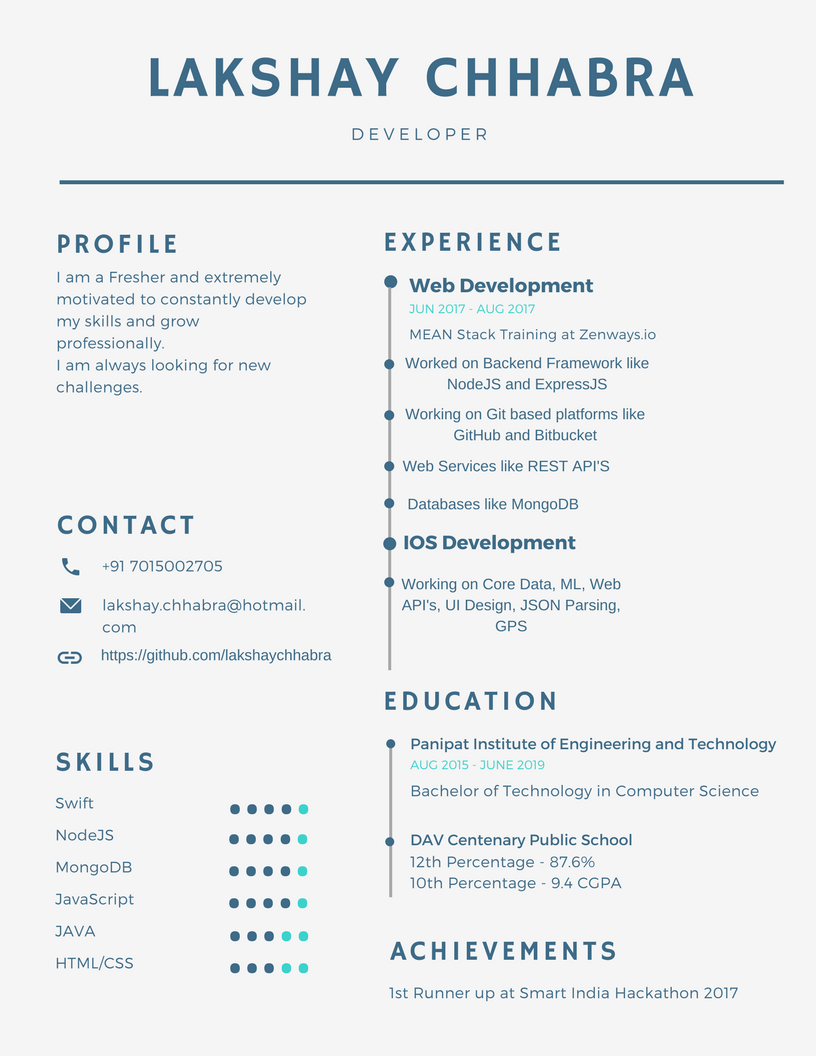 LAKSHAY CHHABRA
DEVELOPER
PROFILE
I am a Fresher and extremely
motivated to constantly develop
my skills and grow
professionally.
I am always looking for new
challenges.
CONTACT
+91 7015002705
lakshay.chhabra@hotmail.
com
https://github.com/lakshaychhabra
SKILLS
Swift
NodeJS
MongoDB
JavaScript
JAVA
HTML/CSS
EXPERIENCE
Web Development
JUN 2017 - AUG 2017
MEAN Stack Training at Zenways.io
Worked on Backend Framework like
NodeJS and ExpressJS
Working on Git based platforms like
GitHub and Bitbucket
Web Services like REST API'S
Databases like MongoDB
IOS Development
Working on Core Data, ML, Web
API's, UI Design, JSON Parsing,
GPS
EDUCATION
Panipat Institute of Engineering and Technology
AUG 2015 - JUNE 2019
Bachelor of Technology in Computer Science
DAV Centenary Public School
12th Percentage - 87.6%
10th Percentage - 9.4 CGPA
ACHIEVEMENTS
1st Runner up at Smart India Hackathon 2017